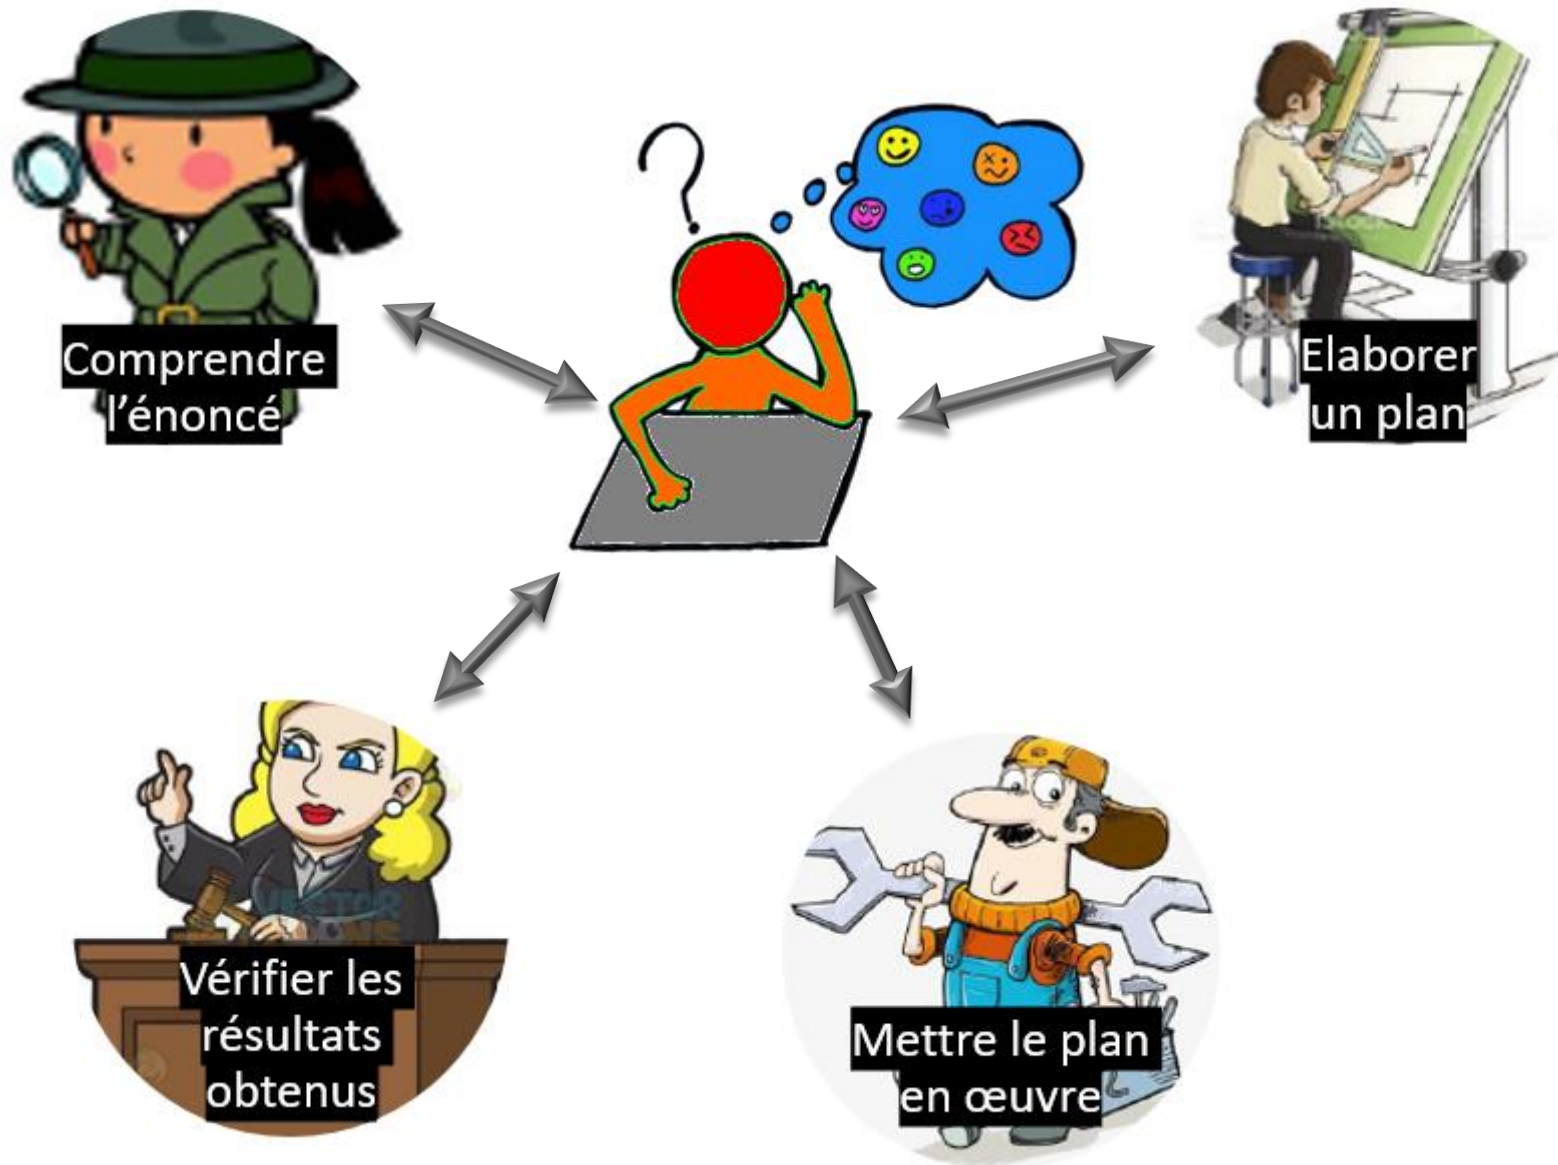 Comprendre
l'énoncé
Elaborer
un plan
Vérifier les
résultats
obtenus
Mettre le plan
en œuvre